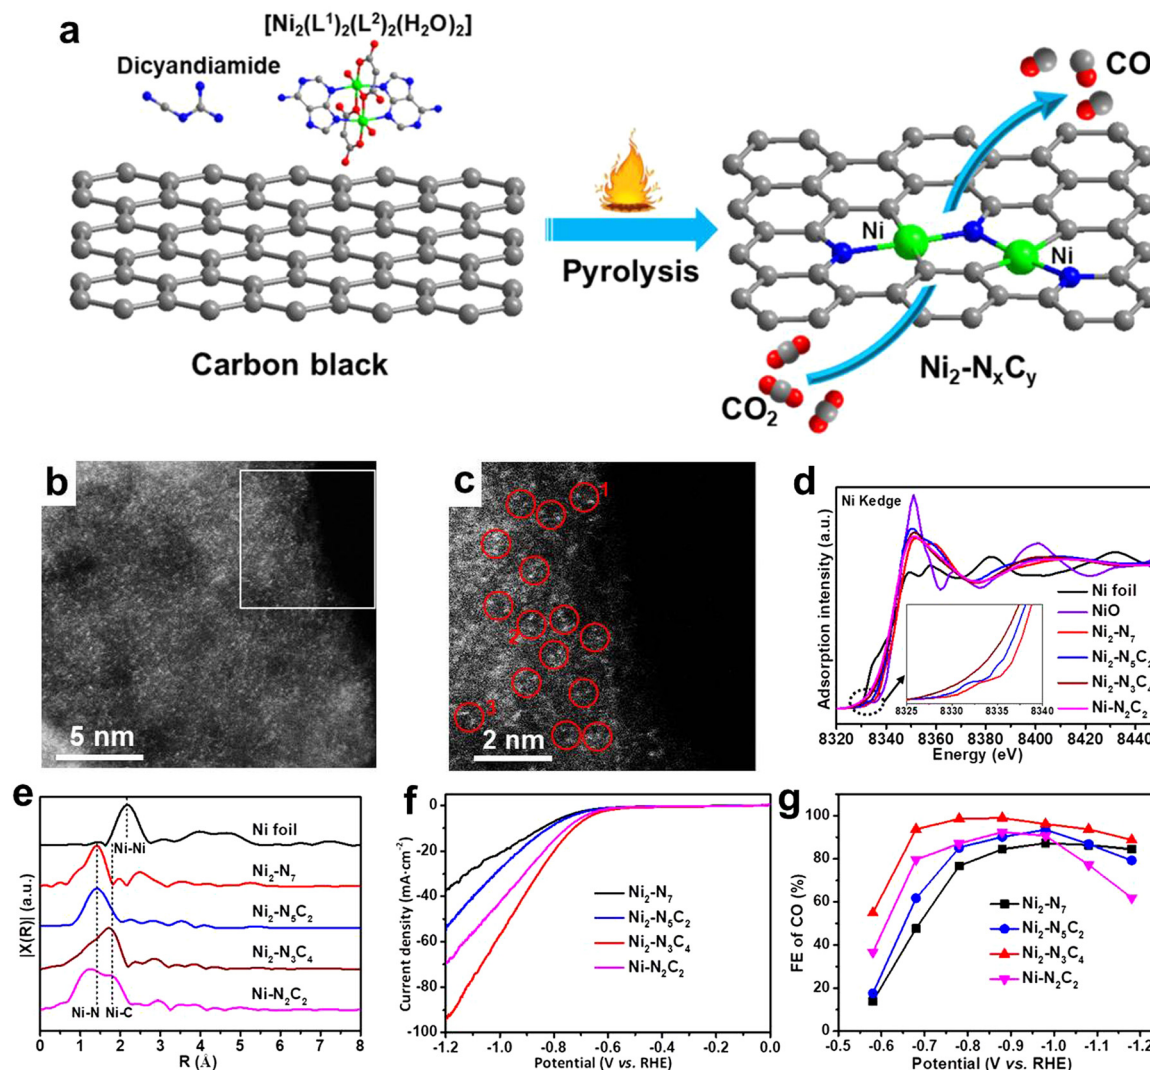 a
[Ni₂(L¹)₂(L²)₂(H₂O)₂]
Dicyandiamide
CO
Ni
Ni
Pyrolysis
Carbon black
Ni₂-NₓCᵧ
CO₂
b
5 nm
c
1
2
3
2 nm
d
Ni Kedge
Adsorption intensity (a.u.)
Ni foil
NiO
Ni₂-N₇
Ni₂-N₅C₂
Ni₂-N₃C₄
Ni-N₂C₂
8325 8330 8335 8340
8320 8340 8360 8380 8400 8420 8440
Energy (eV)
e
|X(R)| (a.u.)
Ni foil
Ni-Ni
Ni₂-N₇
Ni₂-N₅C₂
Ni₂-N₃C₄
Ni-N₂C₂
Ni-N Ni-C
0 1 2 3 4 5 6 7 8
R (Å)
f
Current density (mA·cm⁻²)
0
-20
-40
-60
-80
-100
Ni₂-N₇
Ni₂-N₅C₂
Ni₂-N₃C₄
Ni-N₂C₂
-1.2 -1.0 -0.8 -0.6 -0.4 -0.2 0.0
Potential (V vs. RHE)
g
FE of CO (%)
100
80
60
40
20
0
Ni₂-N₇
Ni₂-N₅C₂
Ni₂-N₃C₄
Ni-N₂C₂
-0.5 -0.6 -0.7 -0.8 -0.9 -1.0 -1.1 -1.2
Potential (V vs. RHE)